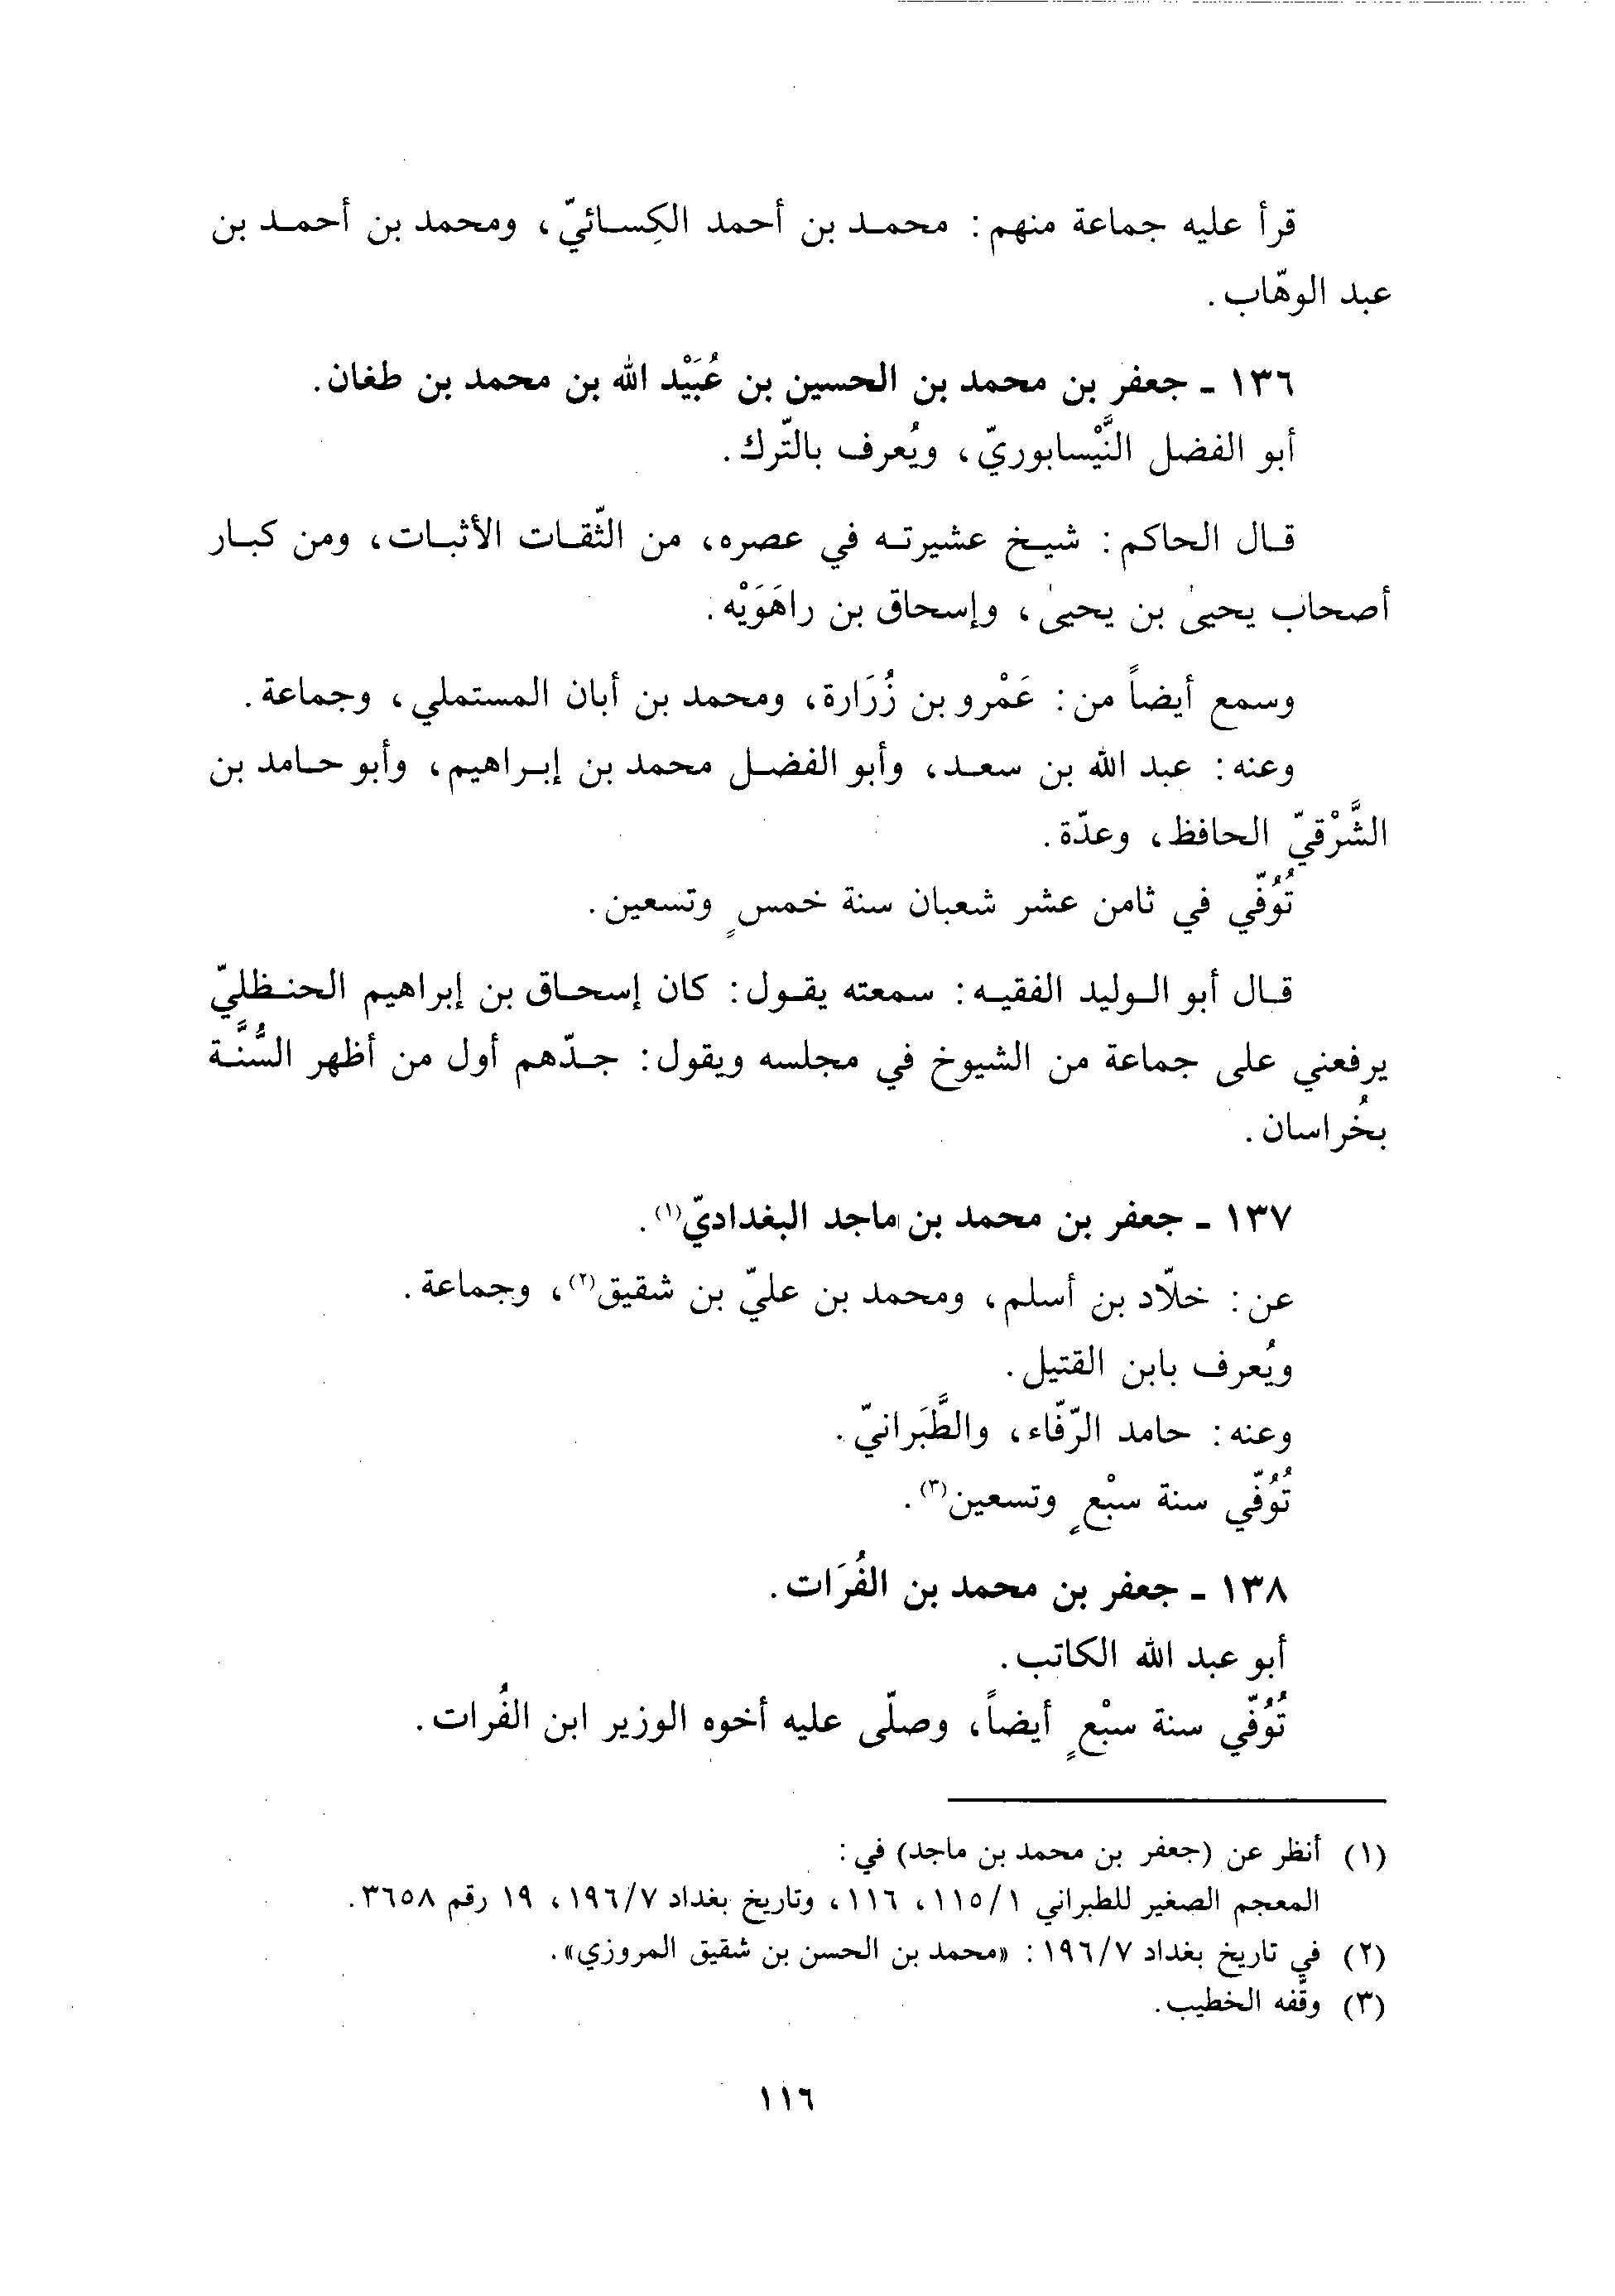 قرأ عليه جماعة منهم: محمد بن أحمد الكِسائيّ، ومحمد بن أحمد بن
عبد الوهّاب.
١٣٦ ـ جعفر بن محمد بن الحسين بن عُبَيْد الله بن محمد بن طغان.
أبو الفضل النَّيْسابوريّ، ويُعرف بالتّرك.
قال الحاكم: شيخ عشيرته في عصره، من الثّقات الأثبات، ومن كبار
أصحاب يحيىٰ بن يحيىٰ، وإسحاق بن راهَوَيْه.
وسمع أيضاً من: عَمْرو بن زُرَارة، ومحمد بن أبان المستملي، وجماعة.
وعنه: عبد الله بن سعد، وأبو الفضل محمد بن إبراهيم، وأبو حامد بن
الشَّرْقيّ الحافظ، وعدّة.
تُوُفّي في ثامن عشر شعبان سنة خمسٍ وتسعين.
قال أبو الوليد الفقيه: سمعته يقول: كان إسحاق بن إبراهيم الحنظليّ
يرفعني على جماعة من الشيوخ في مجلسه ويقول: جدّهم أول من أظهر السُّنَّة
بخُراسان.
١٣٧ ـ جعفر بن محمد بن ماجد البغداديّ(١).
عن: خلّاد بن أسلم، ومحمد بن عليّ بن شقيق(٢)، وجماعة.
ويُعرف بابن القتيل.
وعنه: حامد الرّفّاء، والطَّبَرانيّ.
تُوُفّي سنة سبْعٍ وتسعين(٣).
١٣٨ ـ جعفر بن محمد بن الفُرَات.
أبو عبد الله الكاتب.
تُوُفّي سنة سبْعٍ أيضاً، وصلّى عليه أخوه الوزير ابن الفُرات.
(١) أنظر عن (جعفر بن محمد بن ماجد) في:
المعجم الصغير للطبراني ١/١١٥، ١١٦، وتاريخ بغداد ٧/١٩٦، ١٩ رقم ٣٦٥٨.
(٢) في تاريخ بغداد ٧/١٩٦: «محمد بن الحسن بن شقيق المروزي».
(٣) وقّفه الخطيب.
١١٦